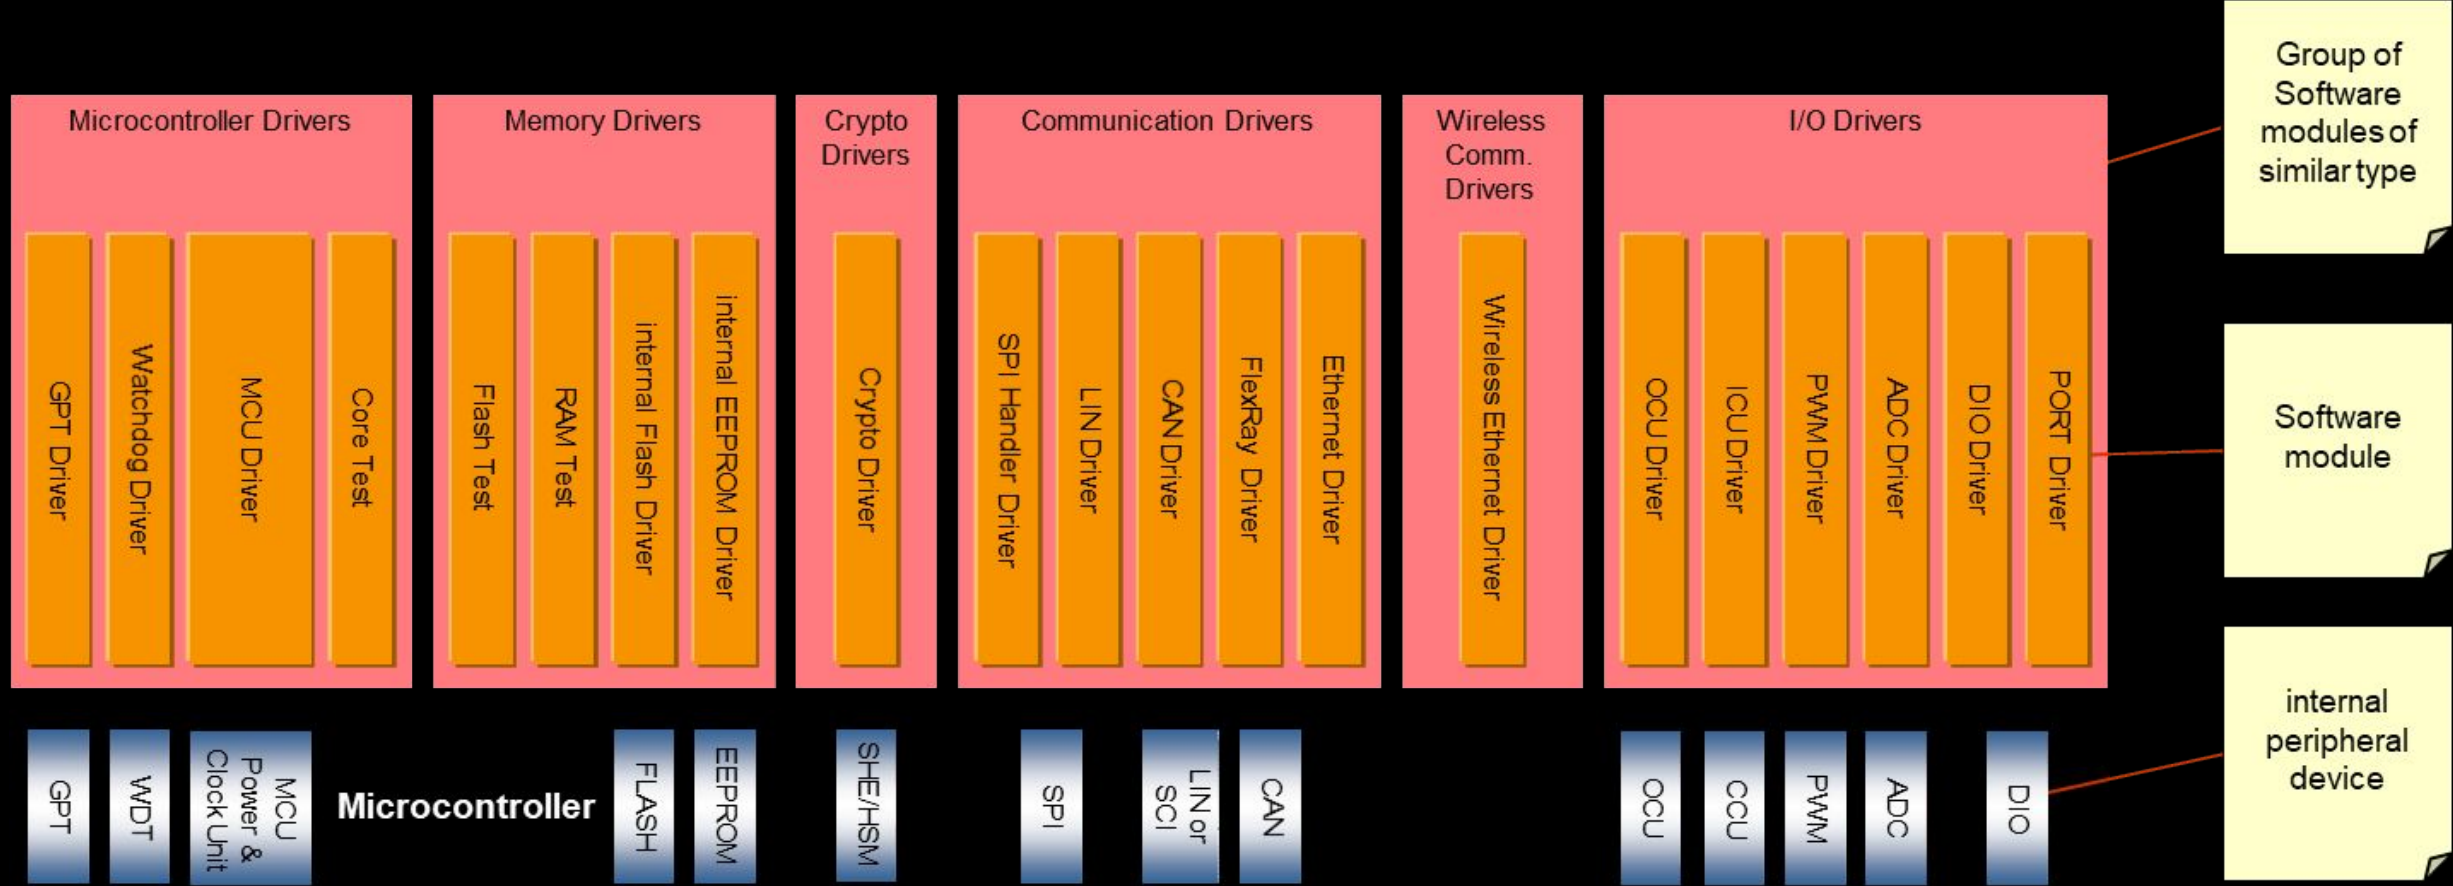 Microcontroller Drivers
Memory Drivers
Crypto
Drivers
Communication Drivers
Wireless
Comm.
Drivers
I/O Drivers
GPT Driver
Watchdog Driver
MCU Driver
Core Test
Flash Test
RAM Test
internal Flash Driver
internal EEPROM Driver
Crypto Driver
SPI Handler Driver
LIN Driver
CAN Driver
FlexRay Driver
Ethernet Driver
Wireless Ethernet Driver
OCU Driver
ICU Driver
PWM Driver
ADC Driver
DIO Driver
PORT Driver
GPT
WDT
MCU
Power &
Clock Unit
Microcontroller
FLASH
EEPROM
SHE/HSM
SPI
LIN or
SCI
CAN
OCU
CCU
PWM
ADC
DIO
Group of
Software
modules of
similar type
Software
module
internal
peripheral
device